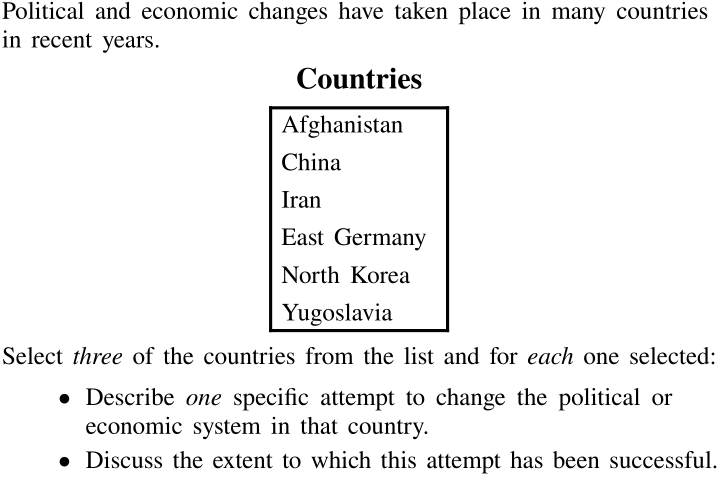 Political and economic changes have taken place in many countries
in recent years.
Countries
Afghanistan
China
Iran
East Germany
North Korea
Yugoslavia
Select three of the countries from the list and for each one selected:
• Describe one specific attempt to change the political or
economic system in that country.
• Discuss the extent to which this attempt has been successful.